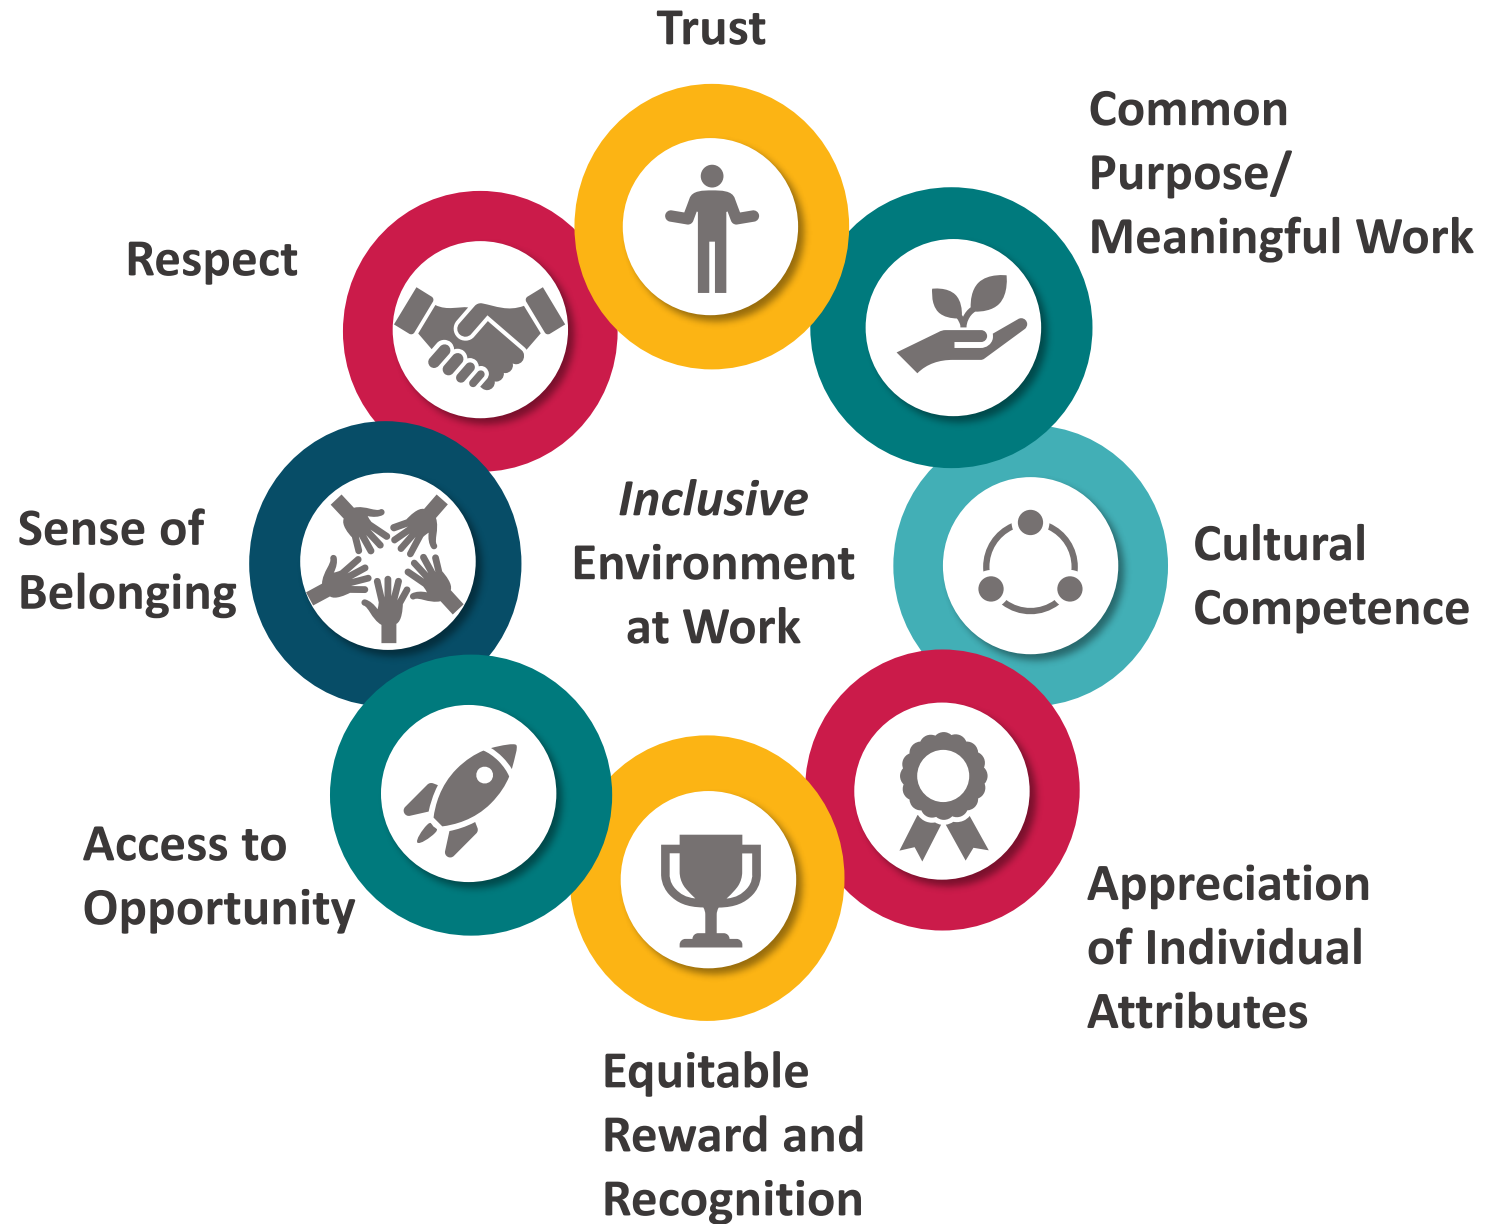 Trust
Common
Purpose/
Meaningful Work
Respect
Inclusive
Environment
at Work
Sense of
Belonging
Cultural
Competence
Access to
Opportunity
Appreciation
of Individual
Attributes
Equitable
Reward and
Recognition